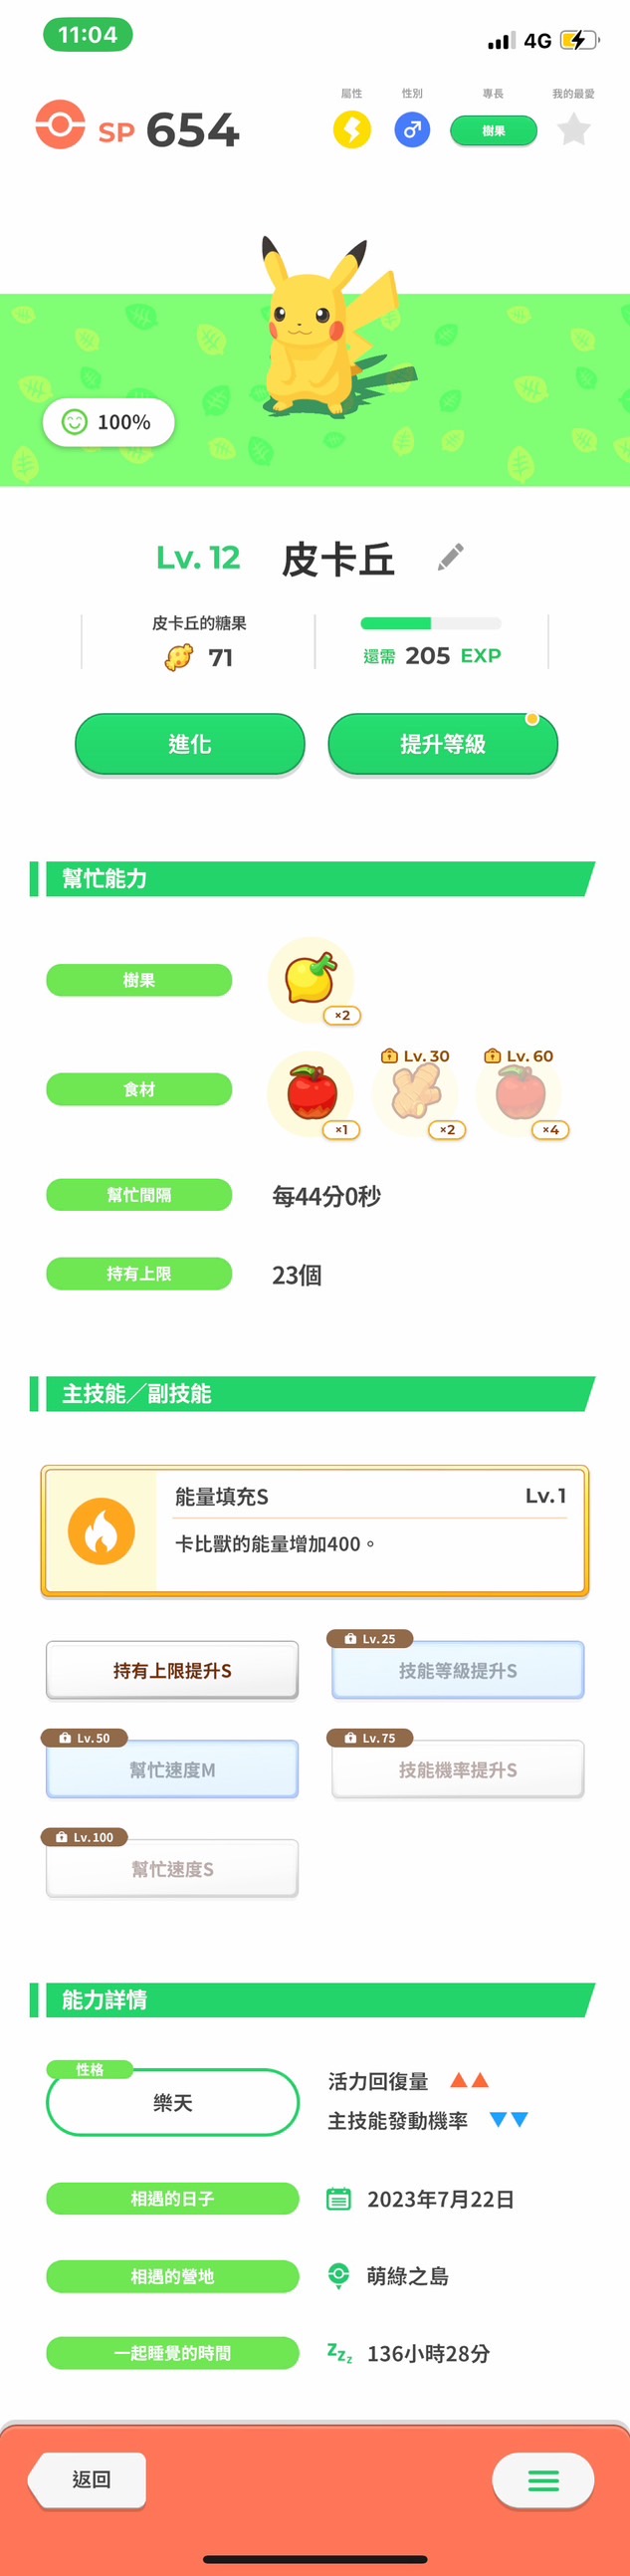 11:04
4G
屬性 性別 專長 我的最愛
SP 654
樹果
100%
Lv. 12 皮卡丘
皮卡丘的糖果
71
還需 205 EXP
進化 提升等級
幫忙能力
樹果
×2
食材
Lv.30 Lv.60
×1 ×2 ×4
幫忙間隔 每44分0秒
持有上限 23個
主技能／副技能
能量填充S Lv.1
卡比獸的能量增加400。
持有上限提升S
Lv.25
技能等級提升S
Lv.50
幫忙速度M
Lv.75
技能機率提升S
Lv.100
幫忙速度S
能力詳情
性格
樂天
活力回復量 ▲▲
主技能發動機率 ▼▼
相遇的日子 2023年7月22日
相遇的營地 萌綠之島
一起睡覺的時間 zzz 136小時28分
返回